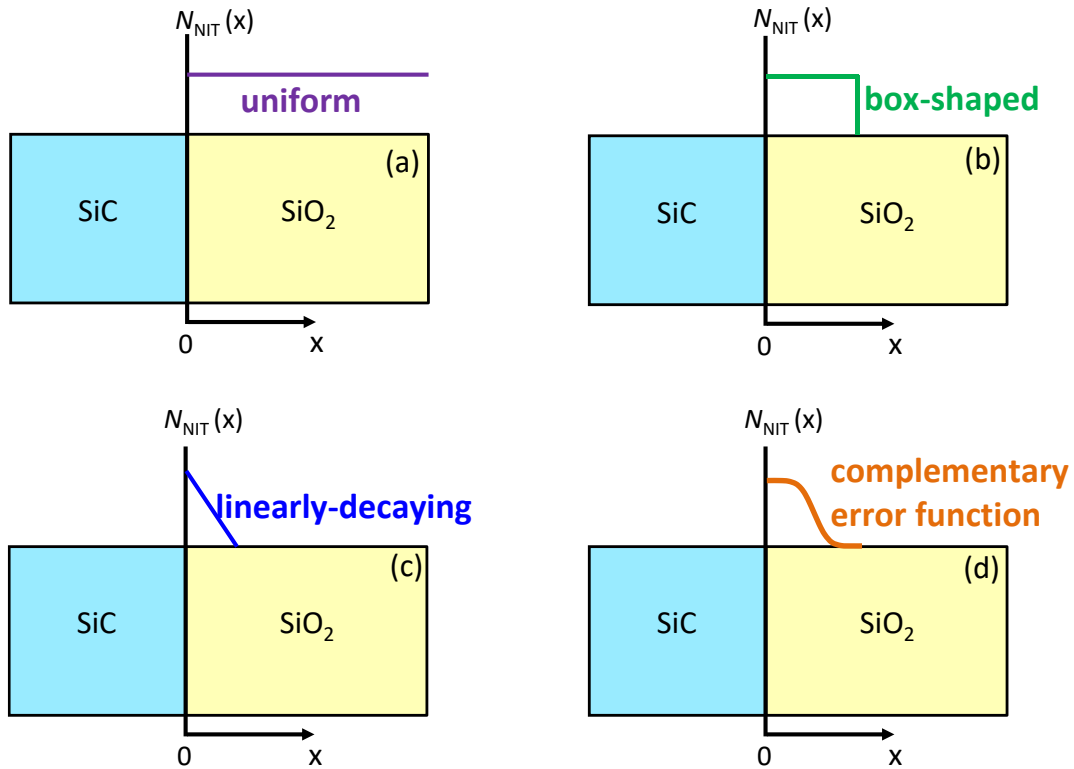 N_NIT (x)
uniform
(a)
SiC
SiO₂
0
x
N_NIT (x)
box-shaped
(b)
SiC
SiO₂
0
x
N_NIT (x)
linearly-decaying
(c)
SiC
SiO₂
0
x
N_NIT (x)
complementary
error function
(d)
SiC
SiO₂
0
x